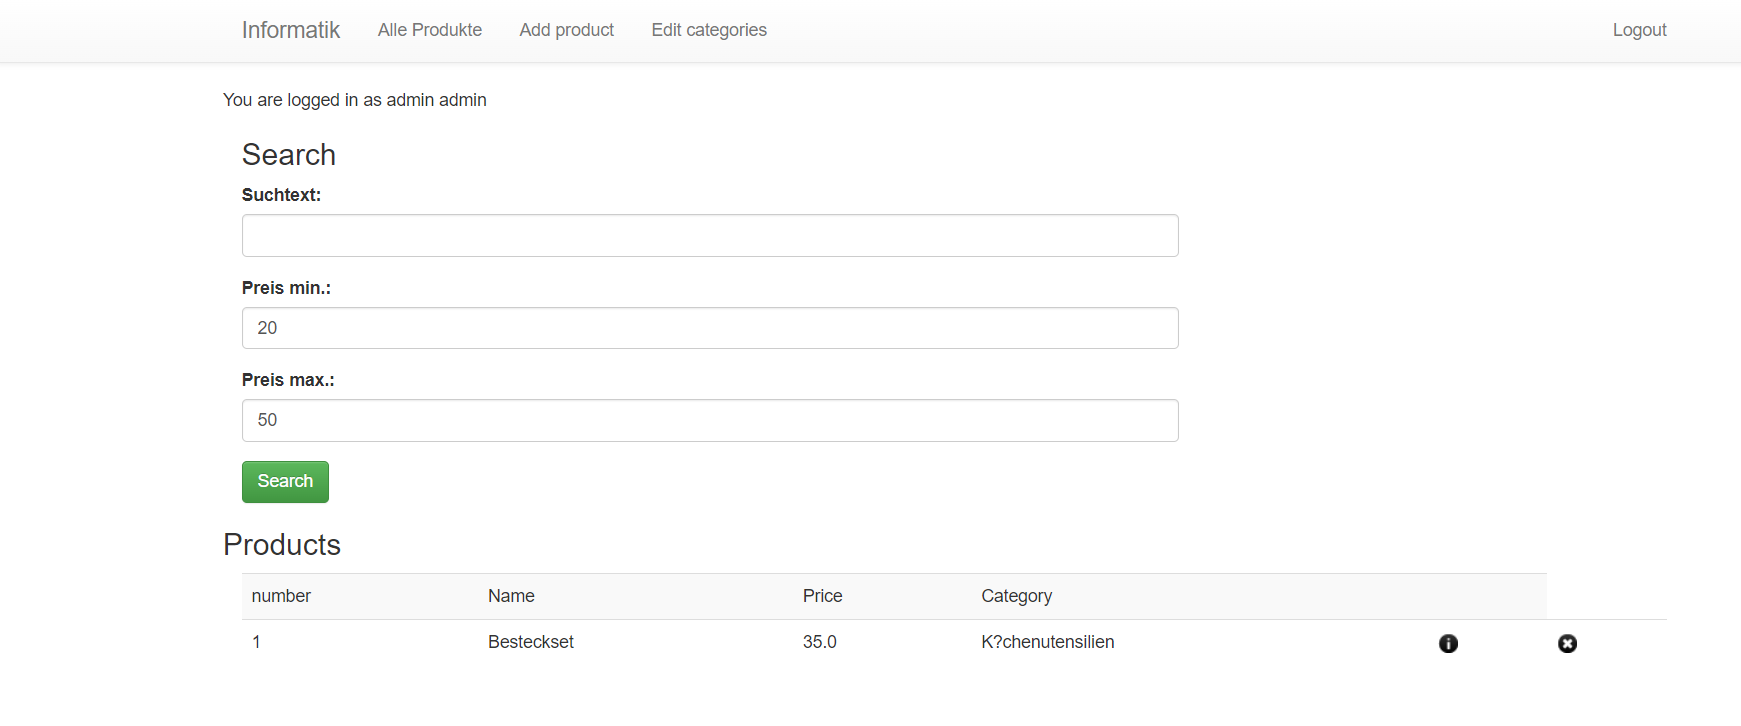 Informatik Alle Produkte Add product Edit categories Logout
You are logged in as admin admin
Search
Suchtext:
Preis min.:
20
Preis max.:
50
Search
Products
number Name Price Category
1 Besteckset 35.0 K?chenutensilien